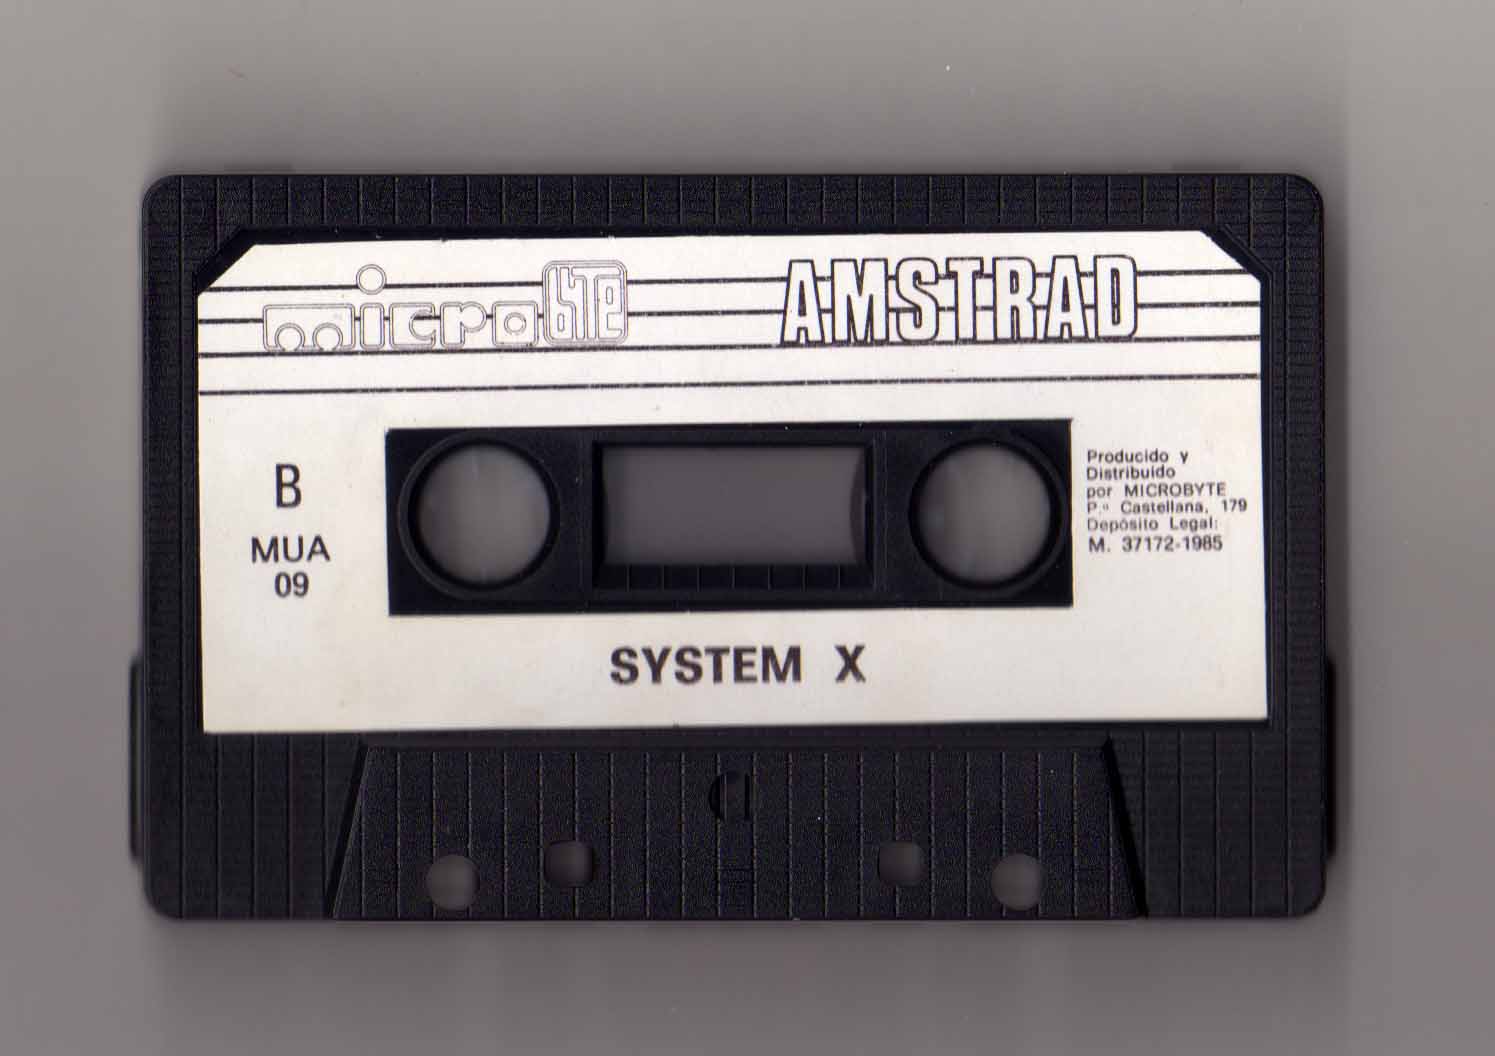 microbyte AMSTRAD
B
MUA
09
Producido y
Distribuido
por MICROBYTE
P.º Castellana, 179
Depósito Legal:
M. 37172-1985
SYSTEM X
a